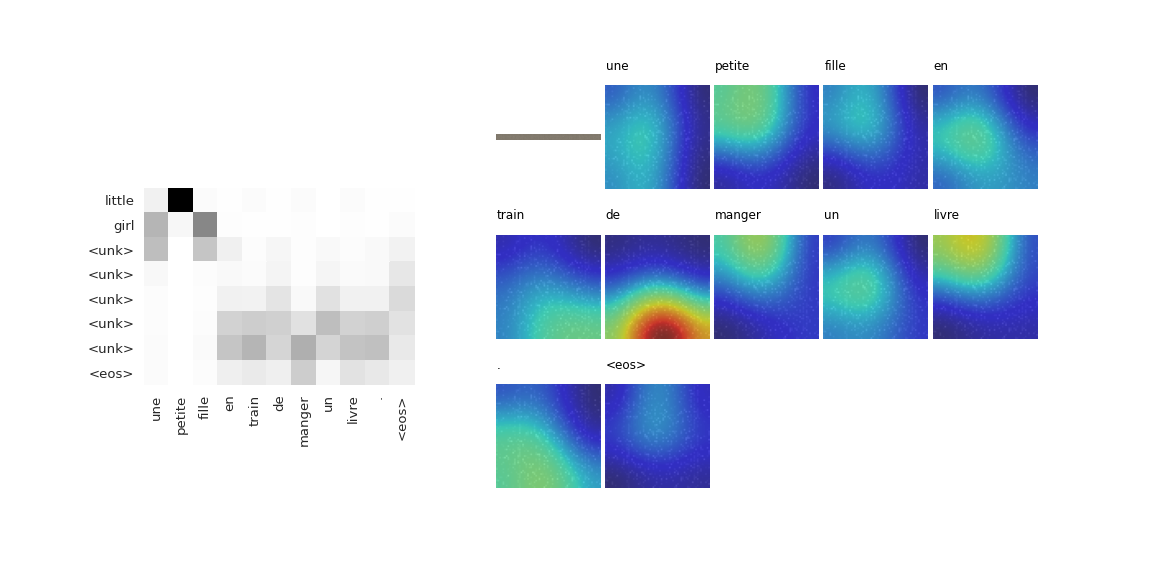 little
girl
<unk>
<unk>
<unk>
<unk>
<unk>
<eos>
une petite fille en train de manger un livre . <eos>
une petite fille en
train de manger un livre
. <eos>